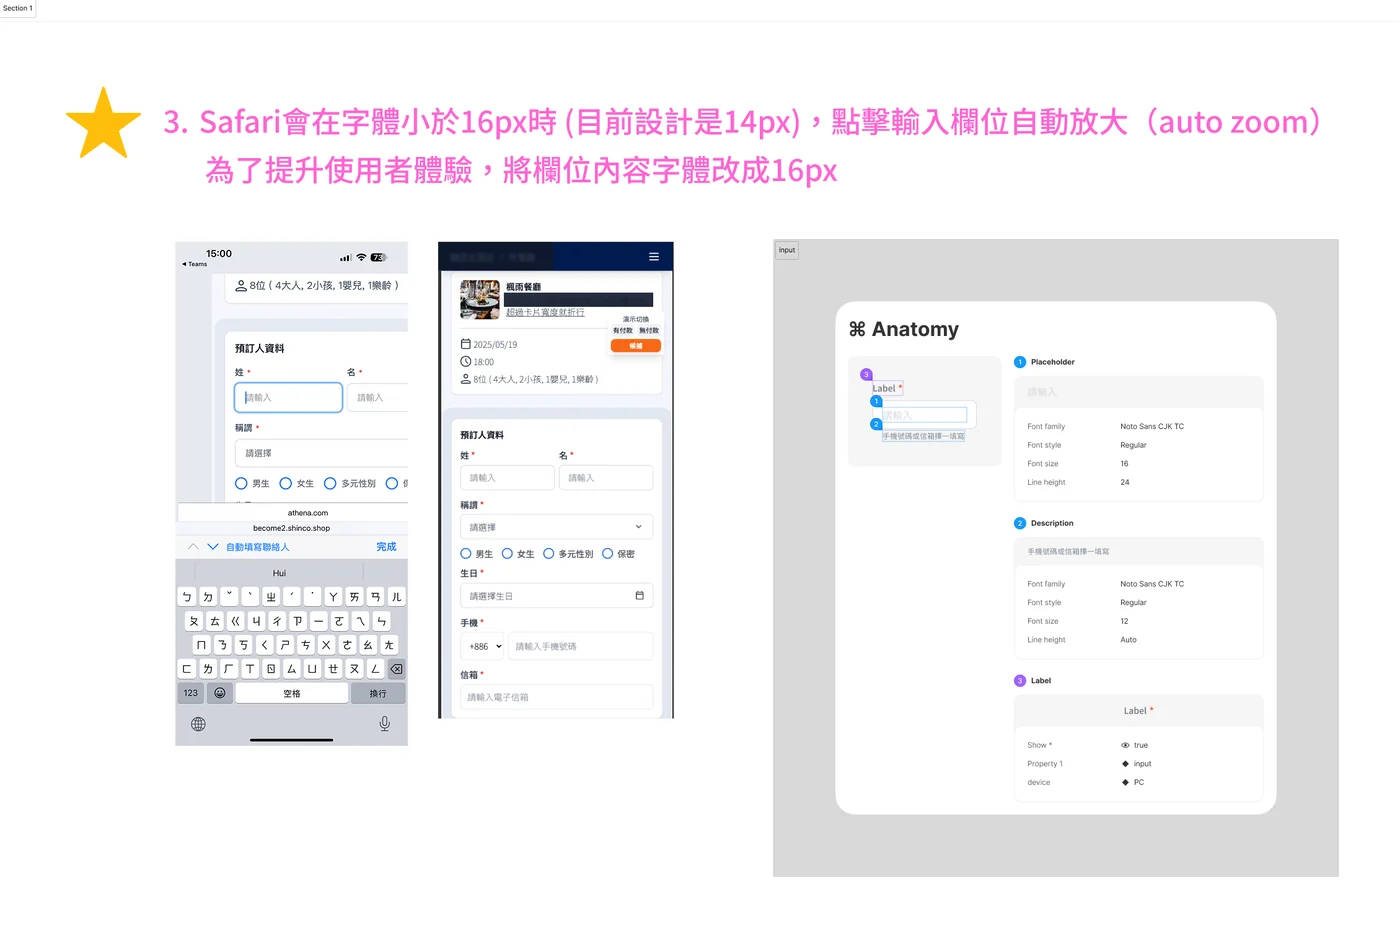 Section 1
3. Safari會在字體小於16px時 (目前設計是14px)，點擊輸入欄位自動放大（auto zoom）
為了提升使用者體驗，將欄位內容字體改成16px
15:00
73
◀ Teams
8位 ( 4大人, 2小孩, 1嬰兒, 1樂齡 )
預訂人資料
姓 *
名 *
請輸入
請輸入
稱謂 *
請選擇
男生
女生
多元性別
athena.com
become2.shinco.shop
自動填寫聯絡人
完成
Hui
ㄅ ㄉ ˇ ˋ ㄓ ˊ ˙ ㄚ ㄞ ㄢ ㄦ
ㄆ ㄊ ㄍ ㄐ ㄔ ㄗ ㄧ ㄛ ㄟ ㄣ
ㄇ ㄋ ㄎ ㄑ ㄕ ㄘ ㄨ ㄜ ㄠ ㄤ
ㄈ ㄌ ㄏ ㄒ ㄖ ㄙ ㄩ ㄝ ㄡ ㄥ
123
空格
換行
楓雨餐廳
超過卡片寬度就折行
演示切換
有付款 無付款
候補
2025/05/19
18:00
8位 ( 4大人, 2小孩, 1嬰兒, 1樂齡 )
預訂人資料
姓 *
名 *
請輸入
請輸入
稱謂 *
請選擇
男生
女生
多元性別
保密
生日 *
請選擇生日
手機 *
+886
請輸入手機號碼
信箱 *
請輸入電子信箱
input
⌘ Anatomy
3
Label *
1
請輸入
2
手機號碼或信箱擇一填寫
1 Placeholder
請輸入
Font family Noto Sans CJK TC
Font style Regular
Font size 16
Line height 24
2 Description
手機號碼或信箱擇一填寫
Font family Noto Sans CJK TC
Font style Regular
Font size 12
Line height Auto
3 Label
Label *
Show * true
Property 1 input
device PC